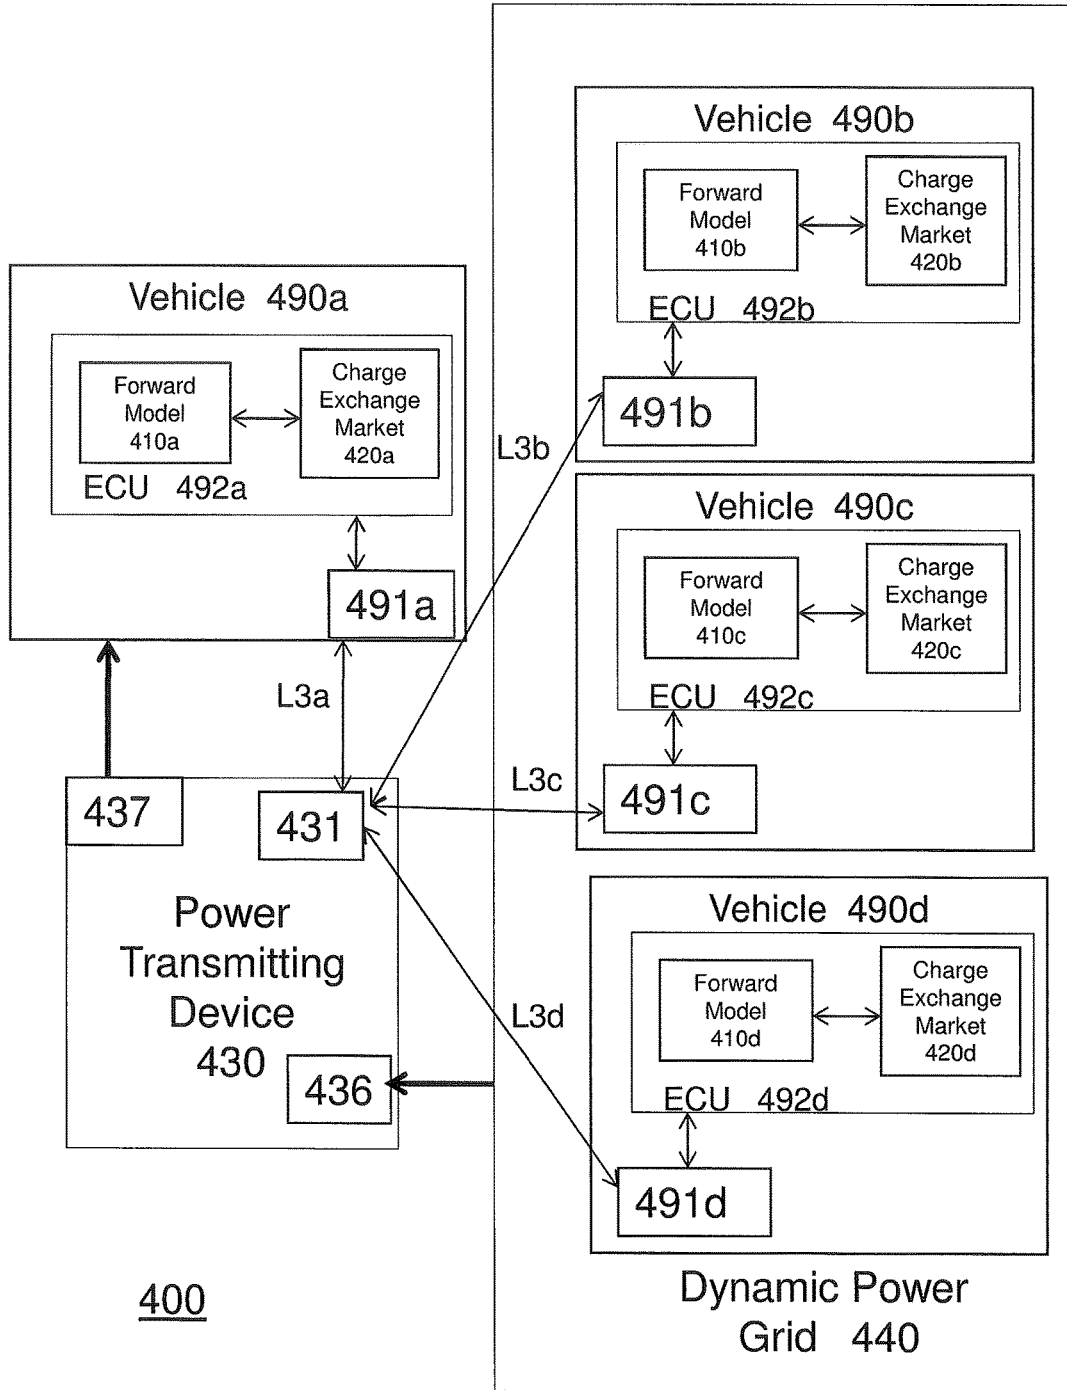 Vehicle 490b
Forward
Model
410b
Charge
Exchange
Market
420b
ECU 492b
491b
Vehicle 490a
Forward
Model
410a
Charge
Exchange
Market
420a
ECU 492a
491a
L3b
L3a
Vehicle 490c
Forward
Model
410c
Charge
Exchange
Market
420c
ECU 492c
491c
L3c
437
431
Power
Transmitting
Device
430
436
L3d
Vehicle 490d
Forward
Model
410d
Charge
Exchange
Market
420d
ECU 492d
491d
Dynamic Power
Grid 440
400